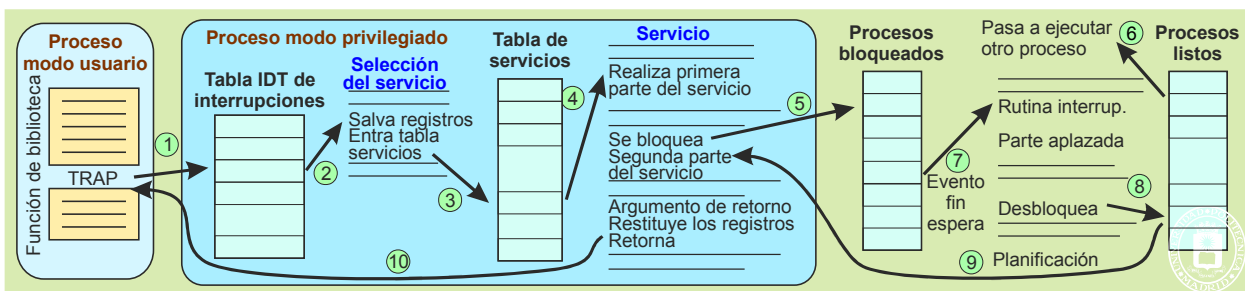 Proceso
modo usuario
Función de biblioteca
TRAP
1
Proceso modo privilegiado
Tabla IDT de
interrupciones
2
Selección
del servicio
Salva registros
Entra tabla
servicios
3
Tabla de
servicios
4
Servicio
Realiza primera
parte del servicio
Se bloquea
Segunda parte
del servicio
Argumento de retorno
Restituye los registros
Retorna
10
5
Procesos
bloqueados
Evento
fin
espera
7
Pasa a ejecutar
otro proceso
6
Rutina interrup.
Parte aplazada
8
Desbloquea
9 Planificación
Procesos
listos